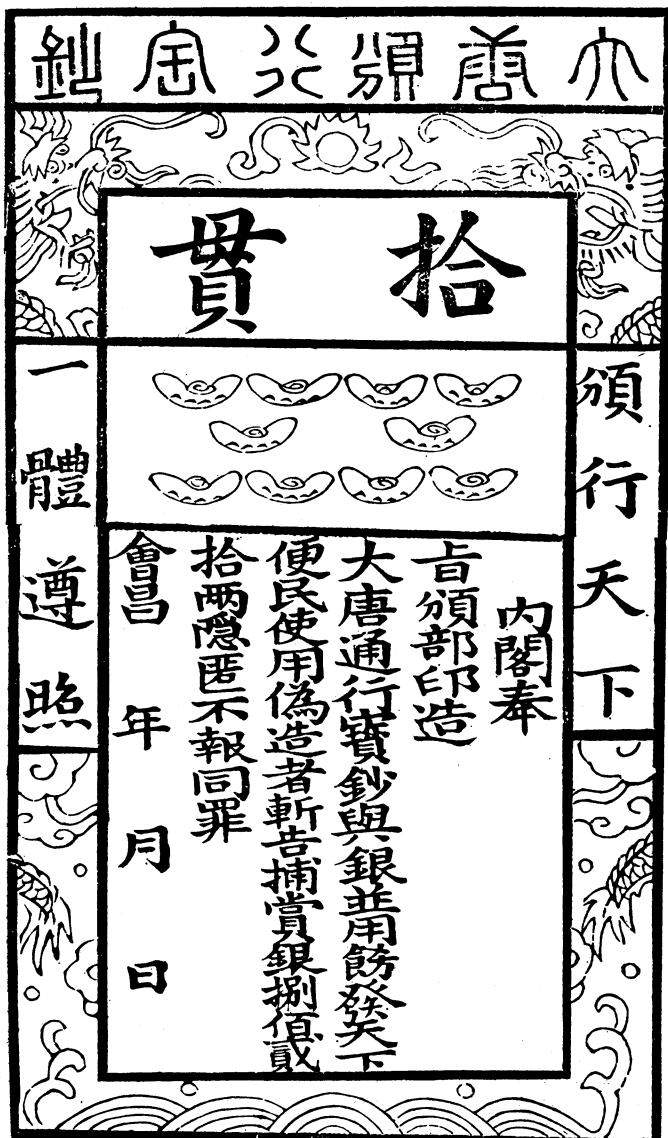 大唐頒行寶鈔
拾貫
頒行天下
一體遵照
內閣奉
旨頒部印造
大唐通行寶鈔與銀並用餝發天下
便民使用偽造者斬告捕賞銀捌佰貳
拾兩隱匿不報同罪
會昌 年 月 日